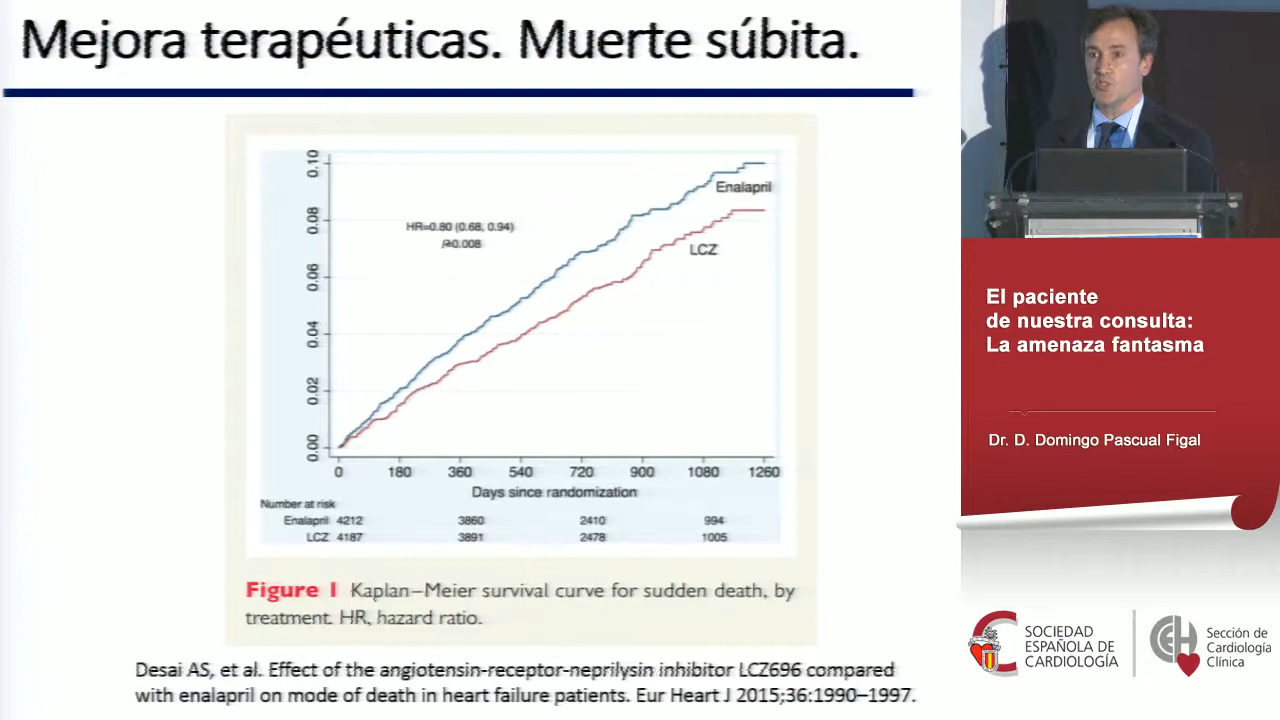 Mejora terapéuticas. Muerte súbita.
0.10
0.08
0.06
0.04
0.02
0.00
Enalapril
HR=0.80 (0.68, 0.94)
P=0.008
LCZ
0 180 360 540 720 900 1080 1260
Days since randomization
Number at risk
Enalapril 4212 3860 2410 994
LCZ 4187 3891 2478 1005
Figure 1 Kaplan–Meier survival curve for sudden death, by
treatment. HR, hazard ratio.
Desai AS, et al. Effect of the angiotensin-receptor-neprilysin inhibitor LCZ696 compared
with enalapril on mode of death in heart failure patients. Eur Heart J 2015;36:1990–1997.
El paciente
de nuestra consulta:
La amenaza fantasma
Dr. D. Domingo Pascual Figal
SOCIEDAD
ESPAÑOLA DE
CARDIOLOGÍA
Sección de
Cardiología
Clínica